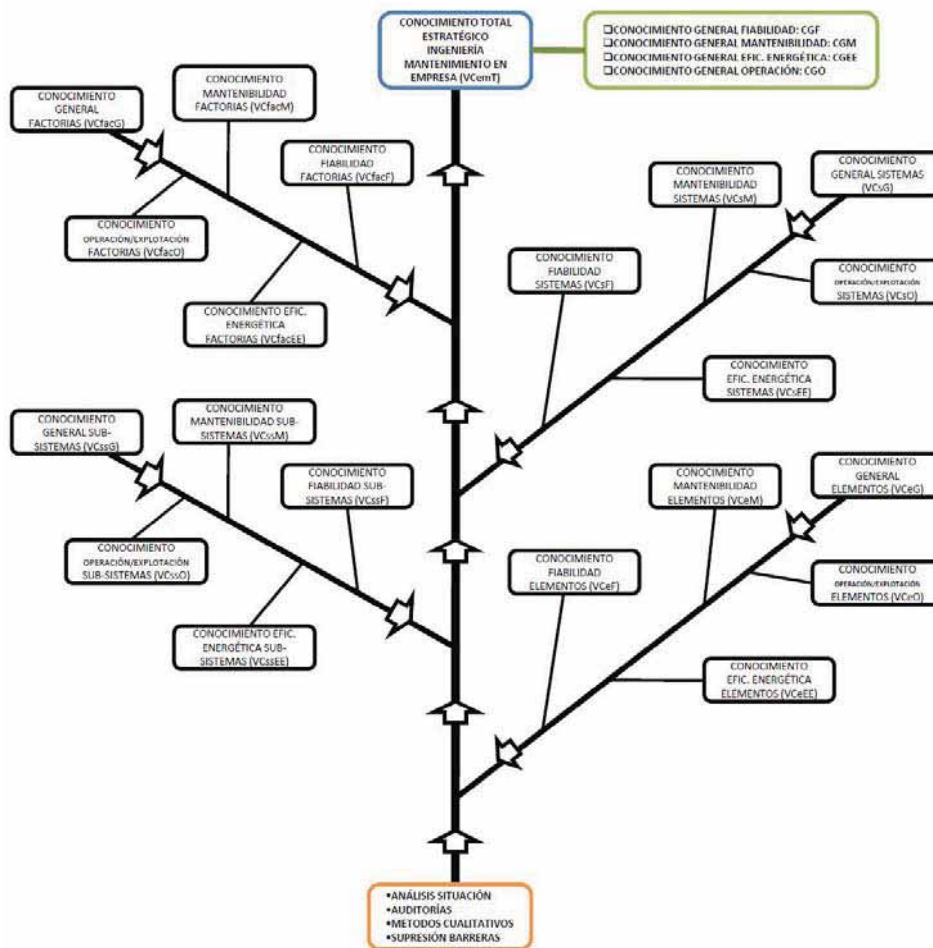 CONOCIMIENTO TOTAL
ESTRATÉGICO
INGENIERÍA
MANTENIMIENTO EN
EMPRESA (VCemT)
❑CONOCIMIENTO GENERAL FIABILIDAD: CGF
❑CONOCIMIENTO GENERAL MANTENIBILIDAD: CGM
❑CONOCIMIENTO GENERAL EFIC. ENERGÉTICA: CGEE
❑CONOCIMIENTO GENERAL OPERACIÓN: CGO
CONOCIMIENTO
GENERAL
FACTORIAS (VCfacG)
CONOCIMIENTO
MANTENIBILIDAD
FACTORIAS (VCfacM)
CONOCIMIENTO
FIABILIDAD
FACTORIAS (VCfacF)
CONOCIMIENTO
OPERACIÓN/EXPLOTACIÓN
FACTORIAS (VCfacO)
CONOCIMIENTO EFIC.
ENERGÉTICA
FACTORIAS (VCfacEE)
CONOCIMIENTO
MANTENIBILIDAD
SISTEMAS (VCsM)
CONOCIMIENTO
GENERAL SISTEMAS
(VCsG)
CONOCIMIENTO
FIABILIDAD
SISTEMAS (VCsF)
CONOCIMIENTO
OPERACIÓN/EXPLOTACIÓN
SISTEMAS (VCsO)
CONOCIMIENTO
EFIC. ENERGÉTICA
SISTEMAS (VCsEE)
CONOCIMIENTO
GENERAL SUB-
SISTEMAS (VCssG)
CONOCIMIENTO
MANTENIBILIDAD SUB-
SISTEMAS (VCssM)
CONOCIMIENTO
FIABILIDAD SUB-
SISTEMAS (VCssF)
CONOCIMIENTO
OPERACIÓN/EXPLOTACIÓN
SUB-SISTEMAS (VCssO)
CONOCIMIENTO EFIC.
ENERGÉTICA SUB-
SISTEMAS (VCssEE)
CONOCIMIENTO
MANTENIBILIDAD
ELEMENTOS (VCeM)
CONOCIMIENTO
GENERAL
ELEMENTOS (VCeG)
CONOCIMIENTO
FIABILIDAD
ELEMENTOS (VCeF)
CONOCIMIENTO
OPERACIÓN/EXPLOTACIÓN
ELEMENTOS (VCeO)
CONOCIMIENTO
EFIC. ENERGÉTICA
ELEMENTOS (VCeEE)
•ANÁLISIS SITUACIÓN
•AUDITORÍAS
•METODOS CUALITATIVOS
•SUPRESIÓN BARRERAS